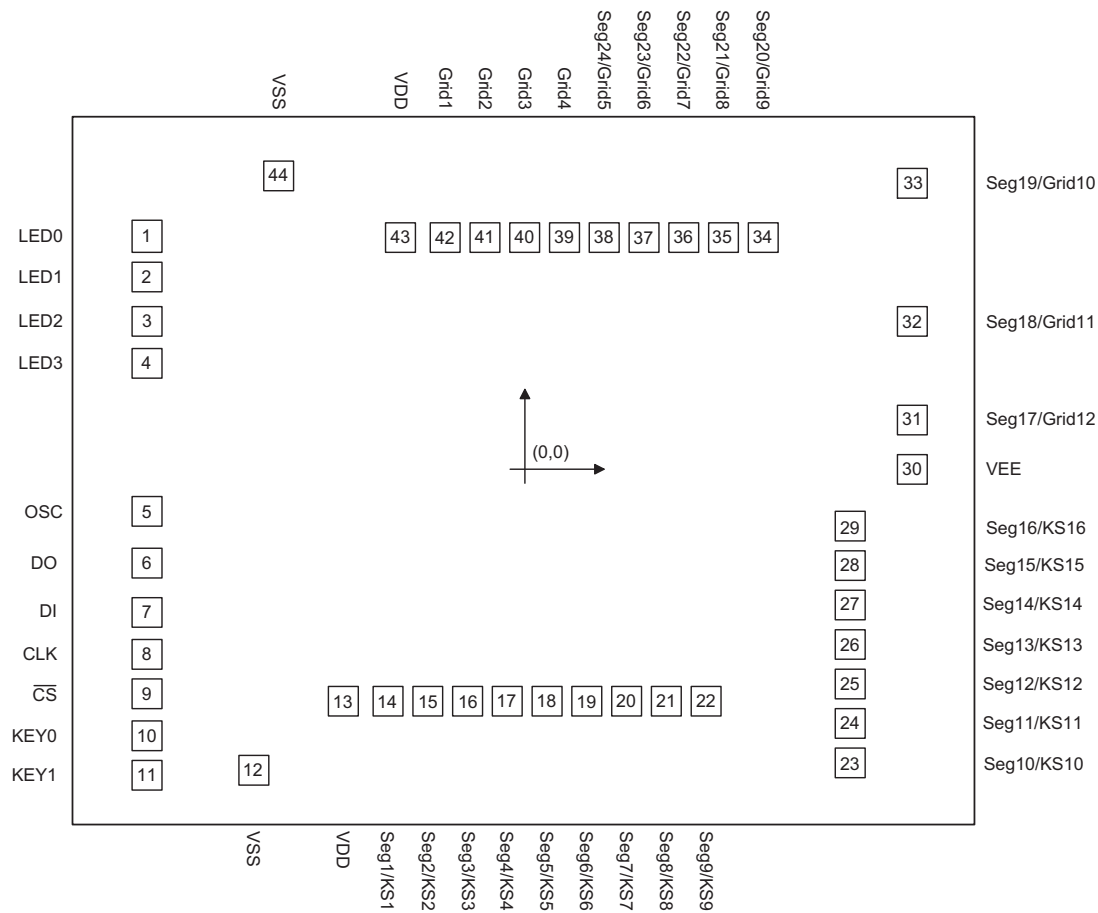 VSS
VDD
Grid1
Grid2
Grid3
Grid4
Seg24/Grid5
Seg23/Grid6
Seg22/Grid7
Seg21/Grid8
Seg20/Grid9
44
33
Seg19/Grid10
LED0
1
43
42
41
40
39
38
37
36
35
34
LED1
2
LED2
3
32
Seg18/Grid11
LED3
4
31
Seg17/Grid12
(0,0)
30
VEE
OSC
5
29
Seg16/KS16
DO
6
28
Seg15/KS15
DI
7
27
Seg14/KS14
CLK
8
26
Seg13/KS13
C̅S̅
9
25
Seg12/KS12
13
14
15
16
17
18
19
20
21
22
KEY0
10
24
Seg11/KS11
KEY1
11
12
23
Seg10/KS10
VSS
VDD
Seg1/KS1
Seg2/KS2
Seg3/KS3
Seg4/KS4
Seg5/KS5
Seg6/KS6
Seg7/KS7
Seg8/KS8
Seg9/KS9